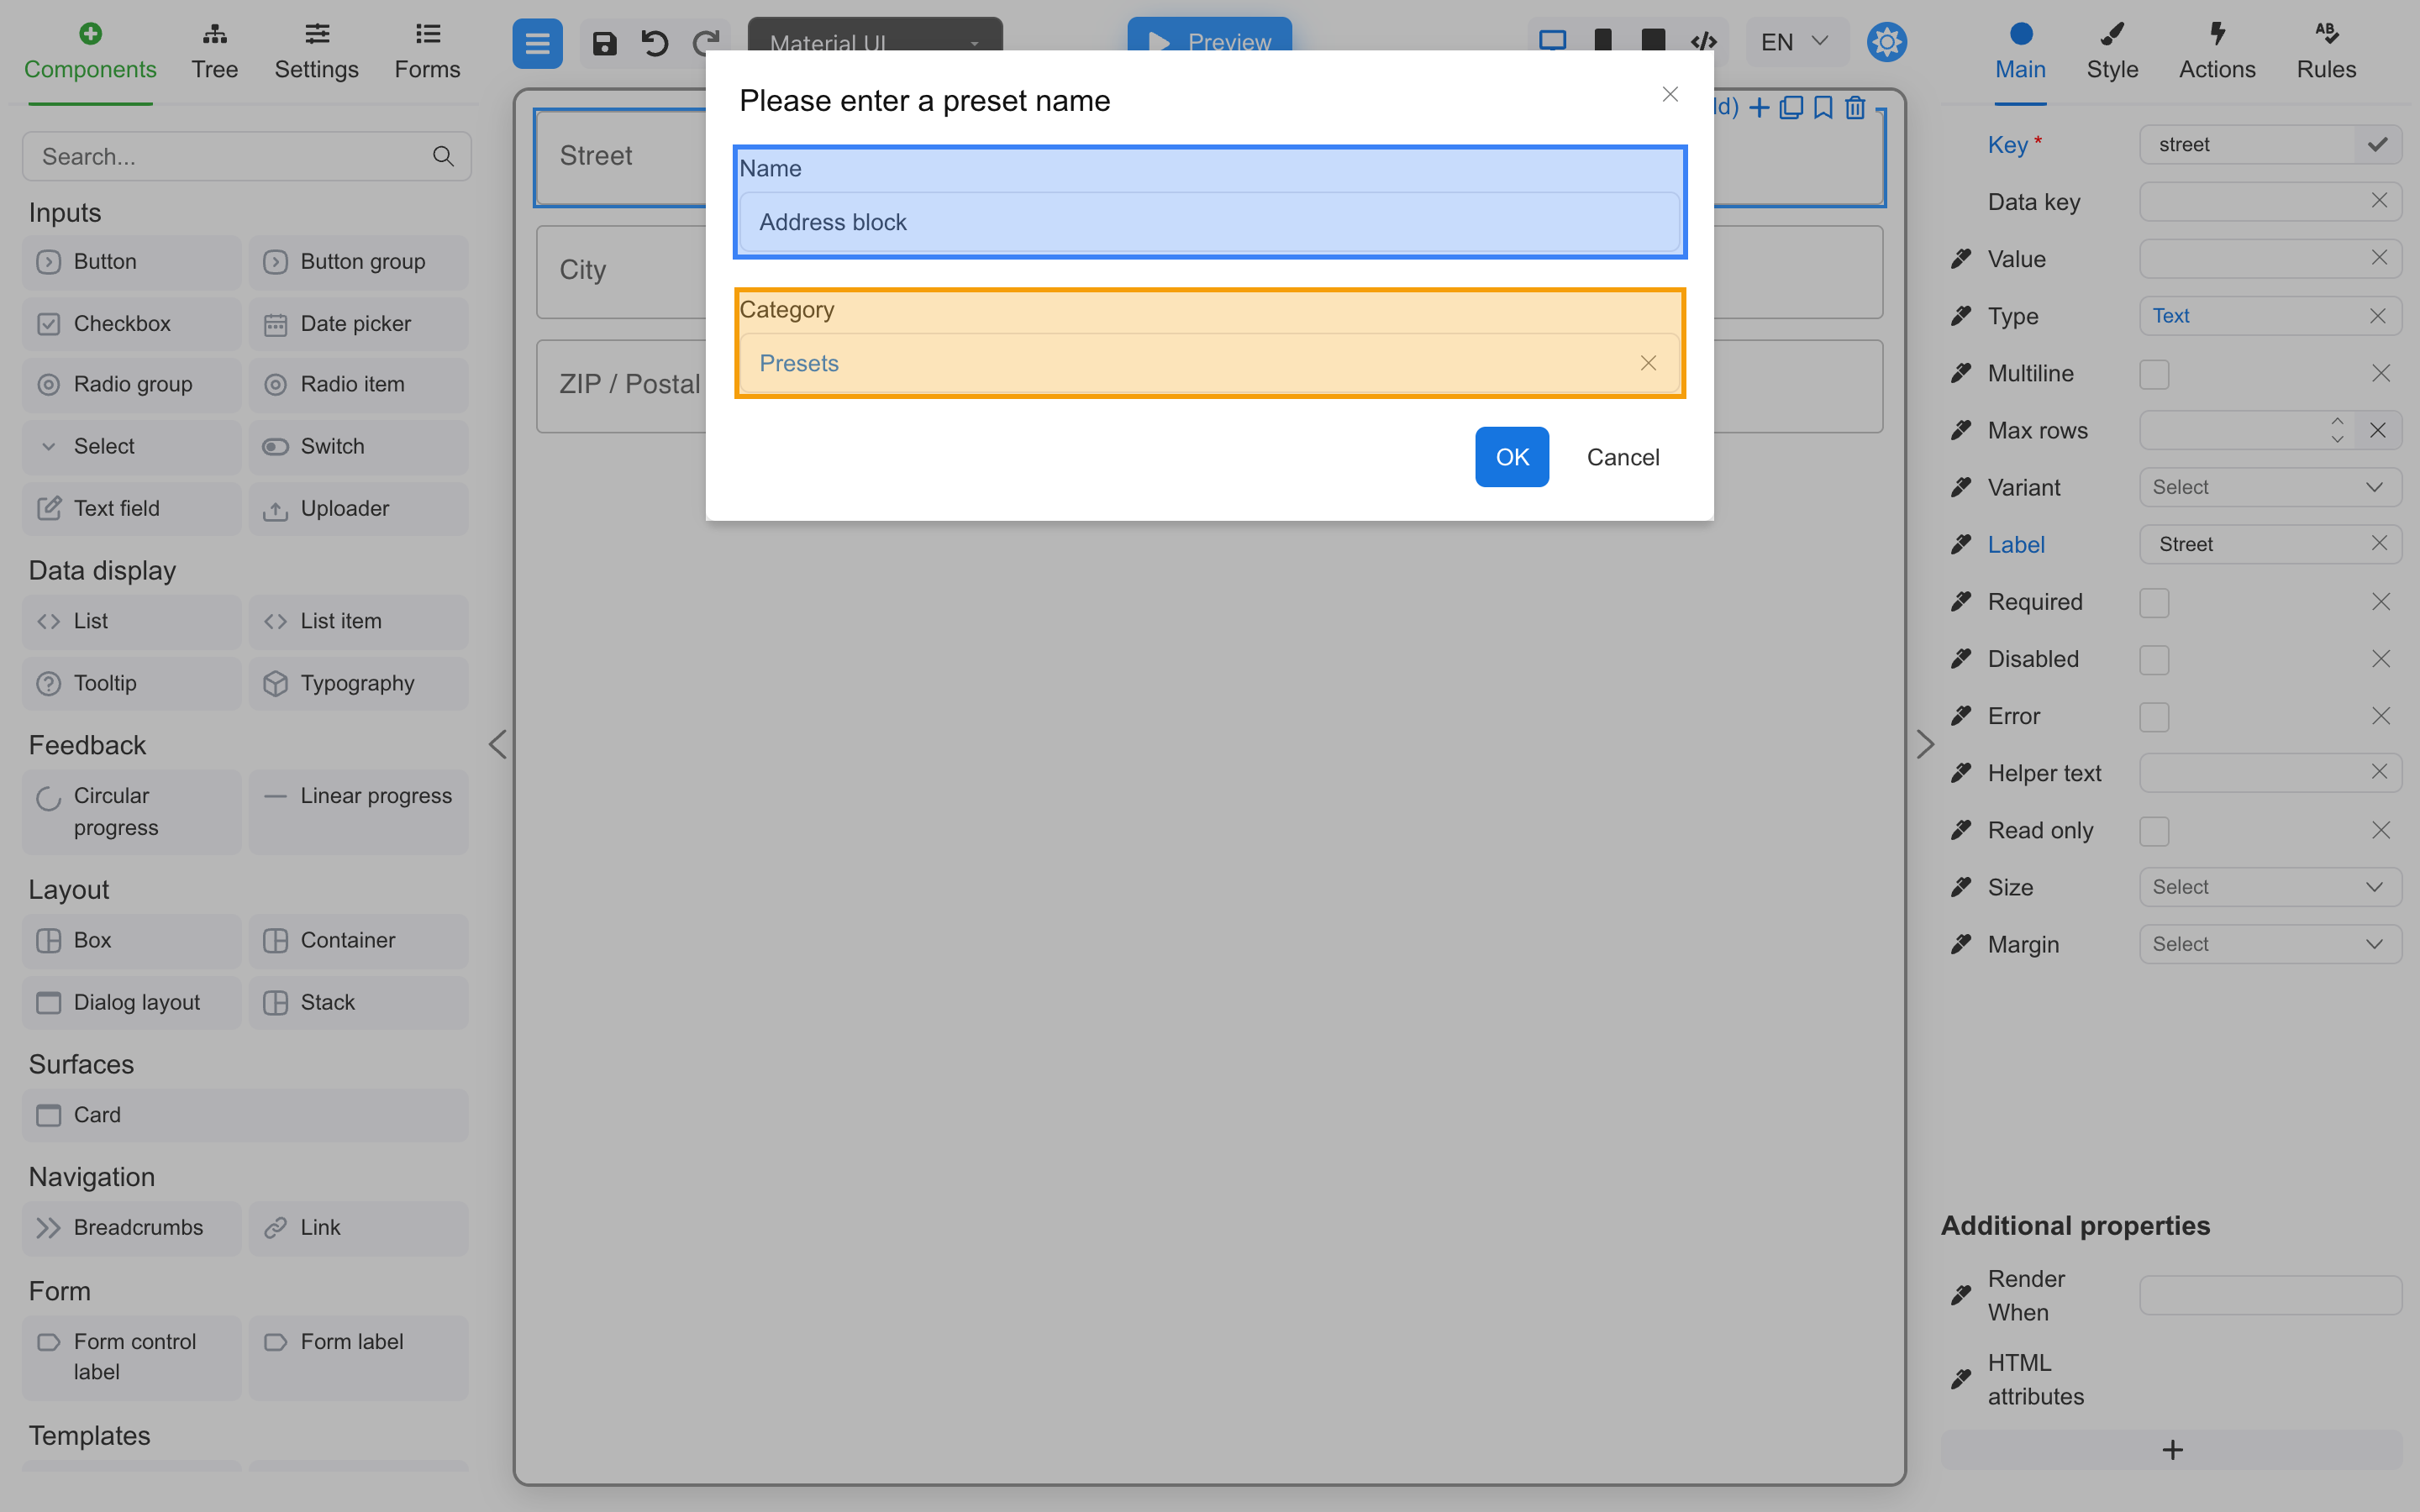 Components
Tree
Settings
Forms
Material UI
Preview
EN
Main
Style
Actions
Rules
Search...
Inputs
Button
Button group
Checkbox
Date picker
Radio group
Radio item
Select
Switch
Text field
Uploader
Data display
List
List item
Tooltip
Typography
Feedback
Circular
progress
Linear progress
Layout
Box
Container
Dialog layout
Stack
Surfaces
Card
Navigation
Breadcrumbs
Link
Form
Form control
label
Form label
Templates
Street
City
ZIP / Postal
ld)
Please enter a preset name
Name
Address block
Category
Presets
OK
Cancel
Key *
street
Data key
Value
Type
Text
Multiline
Max rows
Variant
Select
Label
Street
Required
Disabled
Error
Helper text
Read only
Size
Select
Margin
Select
Additional properties
Render
When
HTML
attributes